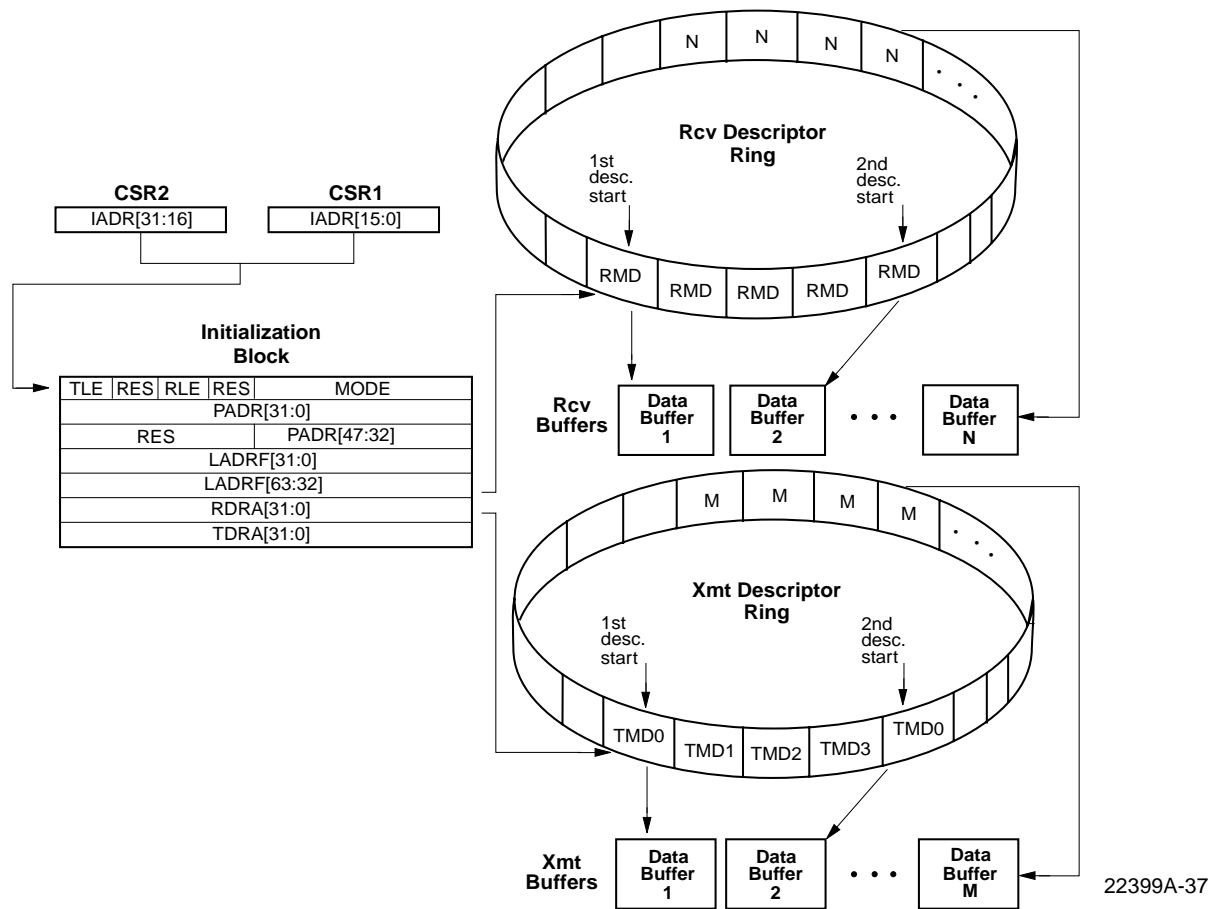 N N N N
Rcv Descriptor
Ring
1st
desc.
start
2nd
desc.
start
CSR2 CSR1
IADR[31:16] IADR[15:0]
RMD RMD RMD RMD RMD
Initialization
Block
TLE RES RLE RES MODE
PADR[31:0]
RES PADR[47:32]
LADRF[31:0]
LADRF[63:32]
RDRA[31:0]
TDRA[31:0]
Rcv
Buffers
Data
Buffer
1
Data
Buffer
2
• • •
Data
Buffer
N
M M M M
Xmt Descriptor
Ring
1st
desc.
start
2nd
desc.
start
TMD0 TMD1 TMD2 TMD3 TMD0
Xmt
Buffers
Data
Buffer
1
Data
Buffer
2
• • •
Data
Buffer
M
22399A-37